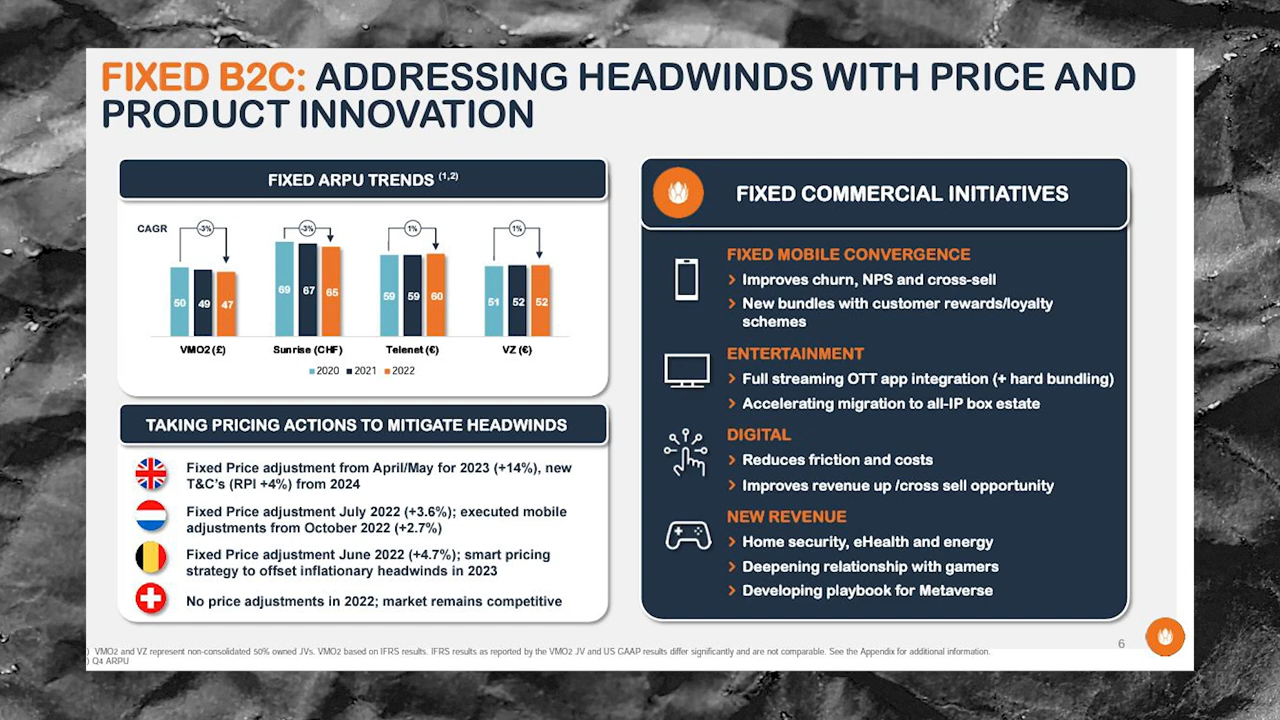 FIXED B2C: ADDRESSING HEADWINDS WITH PRICE AND
PRODUCT INNOVATION
FIXED ARPU TRENDS (1,2)
CAGR
-3%
-3%
1%
1%
50
49
47
69
67
65
59
59
60
51
52
52
VMO2 (£)
Sunrise (CHF)
Telenet (€)
VZ (€)
2020
2021
2022
TAKING PRICING ACTIONS TO MITIGATE HEADWINDS
Fixed Price adjustment from April/May for 2023 (+14%), new
T&C's (RPI +4%) from 2024
Fixed Price adjustment July 2022 (+3.6%); executed mobile
adjustments from October 2022 (+2.7%)
Fixed Price adjustment June 2022 (+4.7%); smart pricing
strategy to offset inflationary headwinds in 2023
No price adjustments in 2022; market remains competitive
FIXED COMMERCIAL INITIATIVES
FIXED MOBILE CONVERGENCE
Improves churn, NPS and cross-sell
New bundles with customer rewards/loyalty
schemes
ENTERTAINMENT
Full streaming OTT app integration (+ hard bundling)
Accelerating migration to all-IP box estate
DIGITAL
Reduces friction and costs
Improves revenue up /cross sell opportunity
NEW REVENUE
Home security, eHealth and energy
Deepening relationship with gamers
Developing playbook for Metaverse
6
) VMO2 and VZ represent non-consolidated 50% owned JVs. VMO2 based on IFRS results. IFRS results as reported by the VMO2 JV and US GAAP results differ significantly and are not comparable. See the Appendix for additional information.
) Q4 ARPU